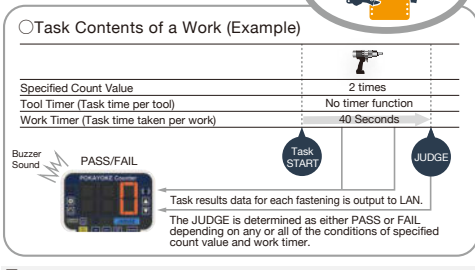 ○Task Contents of a Work (Example)
Specified Count Value 2 times
Tool Timer (Task time per tool) No timer function
Work Timer (Task time taken per work) 40 Seconds
Task
START
JUDGE
Buzzer
Sound
PASS/FAIL
POKAYOKE Counter
0
Task results data for each fastening is output to LAN.
The JUDGE is determined as either PASS or FAIL
depending on any or all of the conditions of specified
count value and work timer.